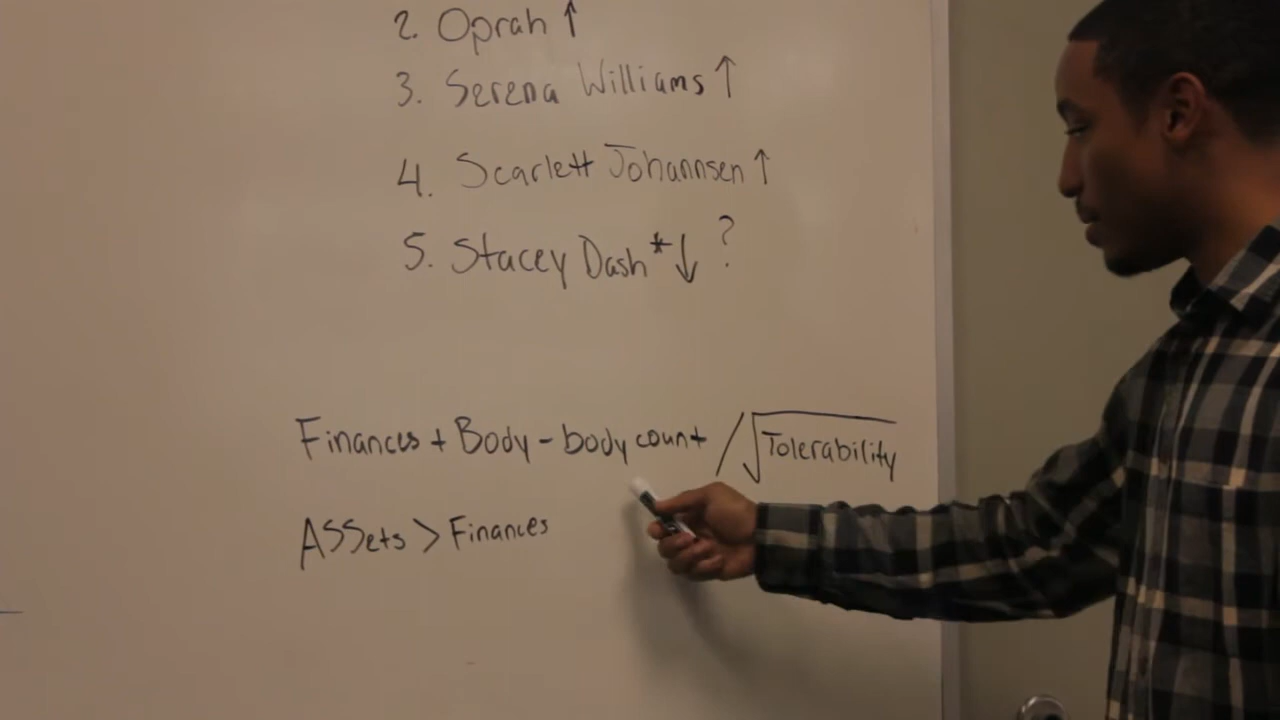 2. Oprah ↑
3. Serena Williams ↑
4. Scarlett Johannsen ↑
5. Stacey Dash * ↓ ?
Finances + Body - body count / √Tolerability
ASSets > Finances